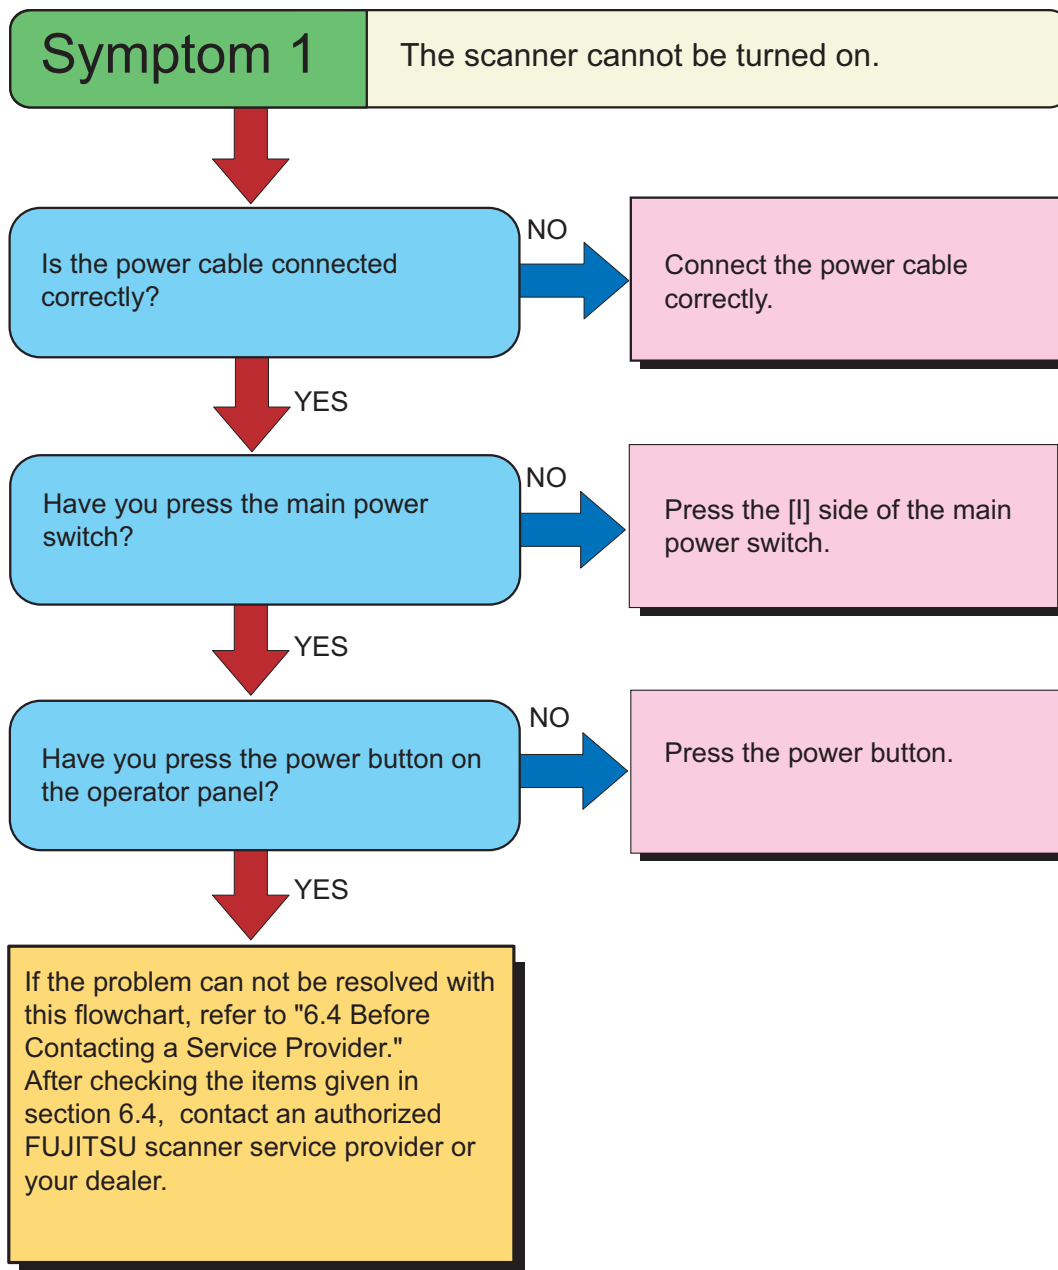 Symptom 1
The scanner cannot be turned on.
Is the power cable connected
correctly?
NO
Connect the power cable
correctly.
YES
Have you press the main power
switch?
NO
Press the [I] side of the main
power switch.
YES
Have you press the power button on
the operator panel?
NO
Press the power button.
YES
If the problem can not be resolved with
this flowchart, refer to "6.4 Before
Contacting a Service Provider."
After checking the items given in
section 6.4,  contact an authorized
FUJITSU scanner service provider or
your dealer.